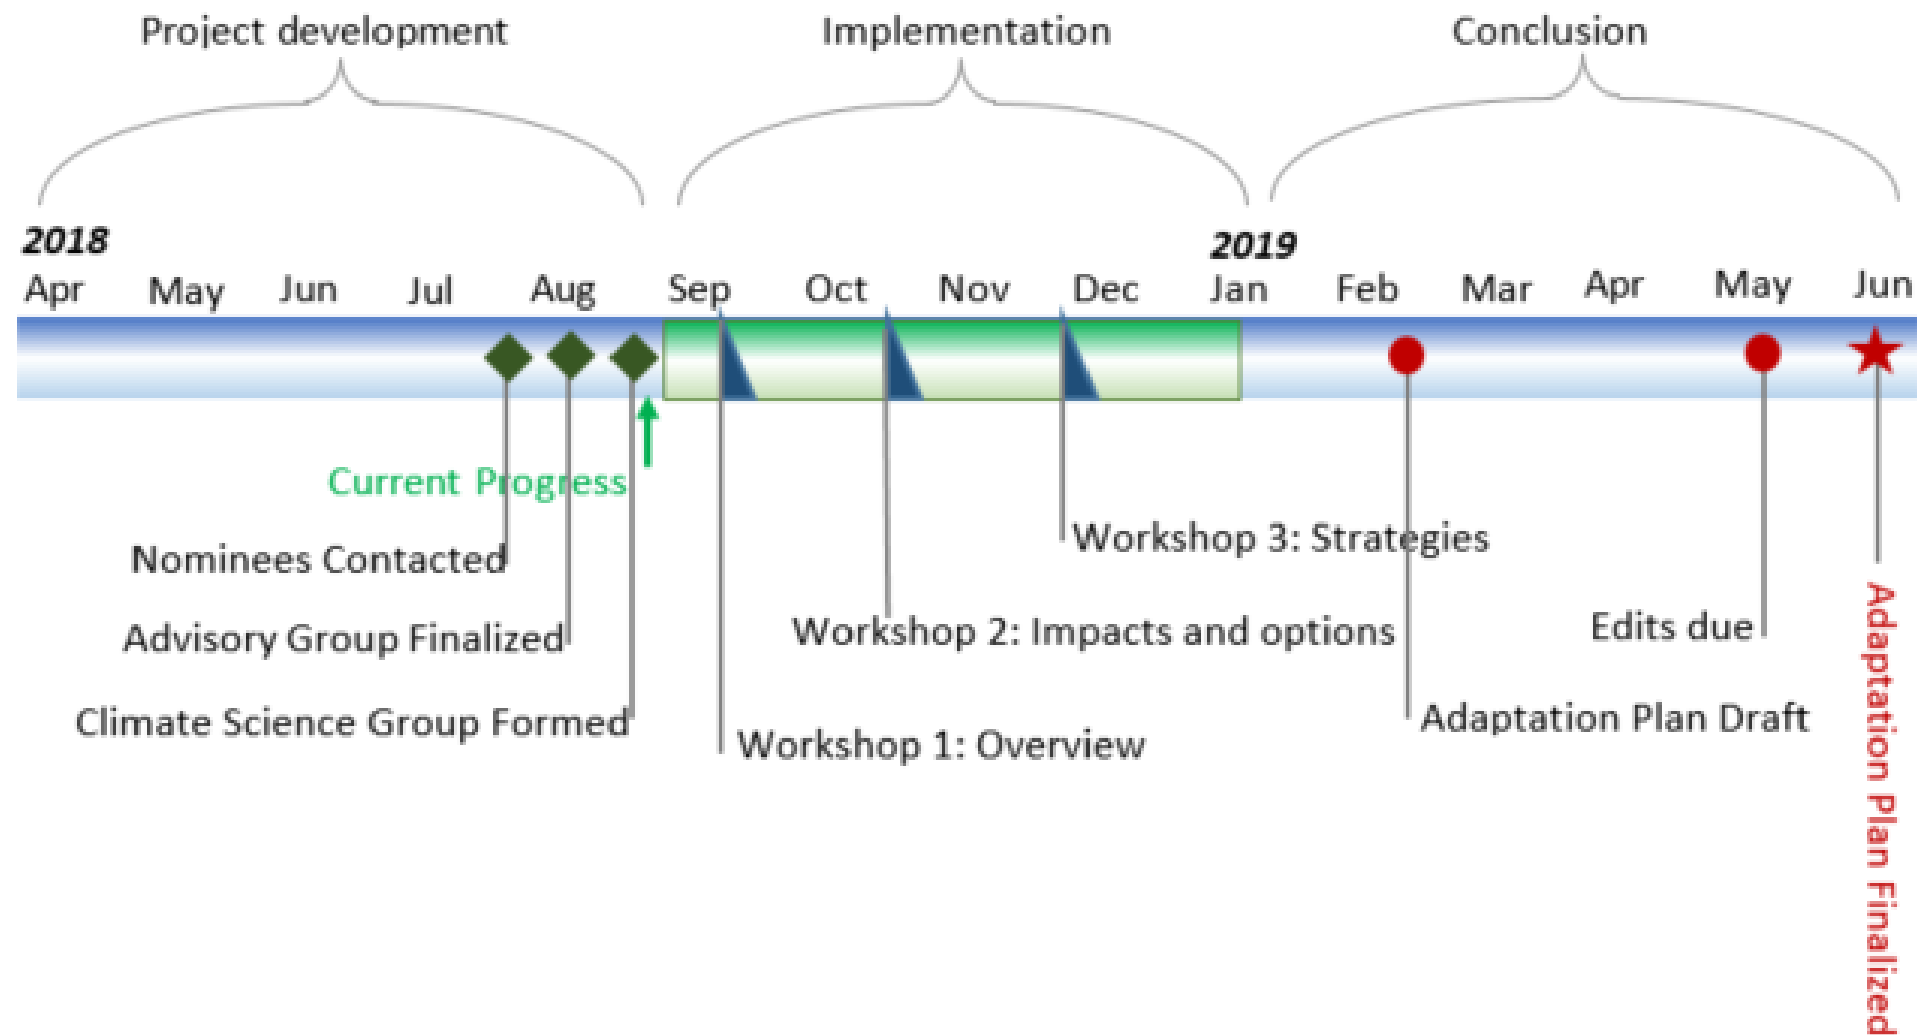 Project development
Implementation
Conclusion
2018
2019
Apr
May
Jun
Jul
Aug
Sep
Oct
Nov
Dec
Jan
Feb
Mar
Apr
May
Jun
Current Progress
Nominees Contacted
Advisory Group Finalized
Climate Science Group Formed
Workshop 3: Strategies
Workshop 2: Impacts and options
Workshop 1: Overview
Edits due
Adaptation Plan Draft
Adaptation Plan Finalized